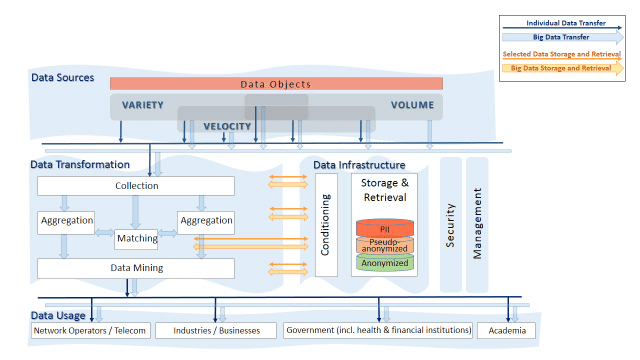 Individual Data Transfer
Big Data Transfer
Selected Data Storage and Retrieval
Big Data Storage and Retrieval
Data Sources
Data Objects
VARIETY
VOLUME
VELOCITY
Data Transformation
Data Infrastructure
Collection
Aggregation
Aggregation
Matching
Data Mining
Conditioning
Storage &
Retrieval
PII
Pseudo-
anonymized
Anonymized
Security
Management
Data Usage
Network Operators / Telecom
Industries / Businesses
Government (incl. health & financial institutions)
Academia